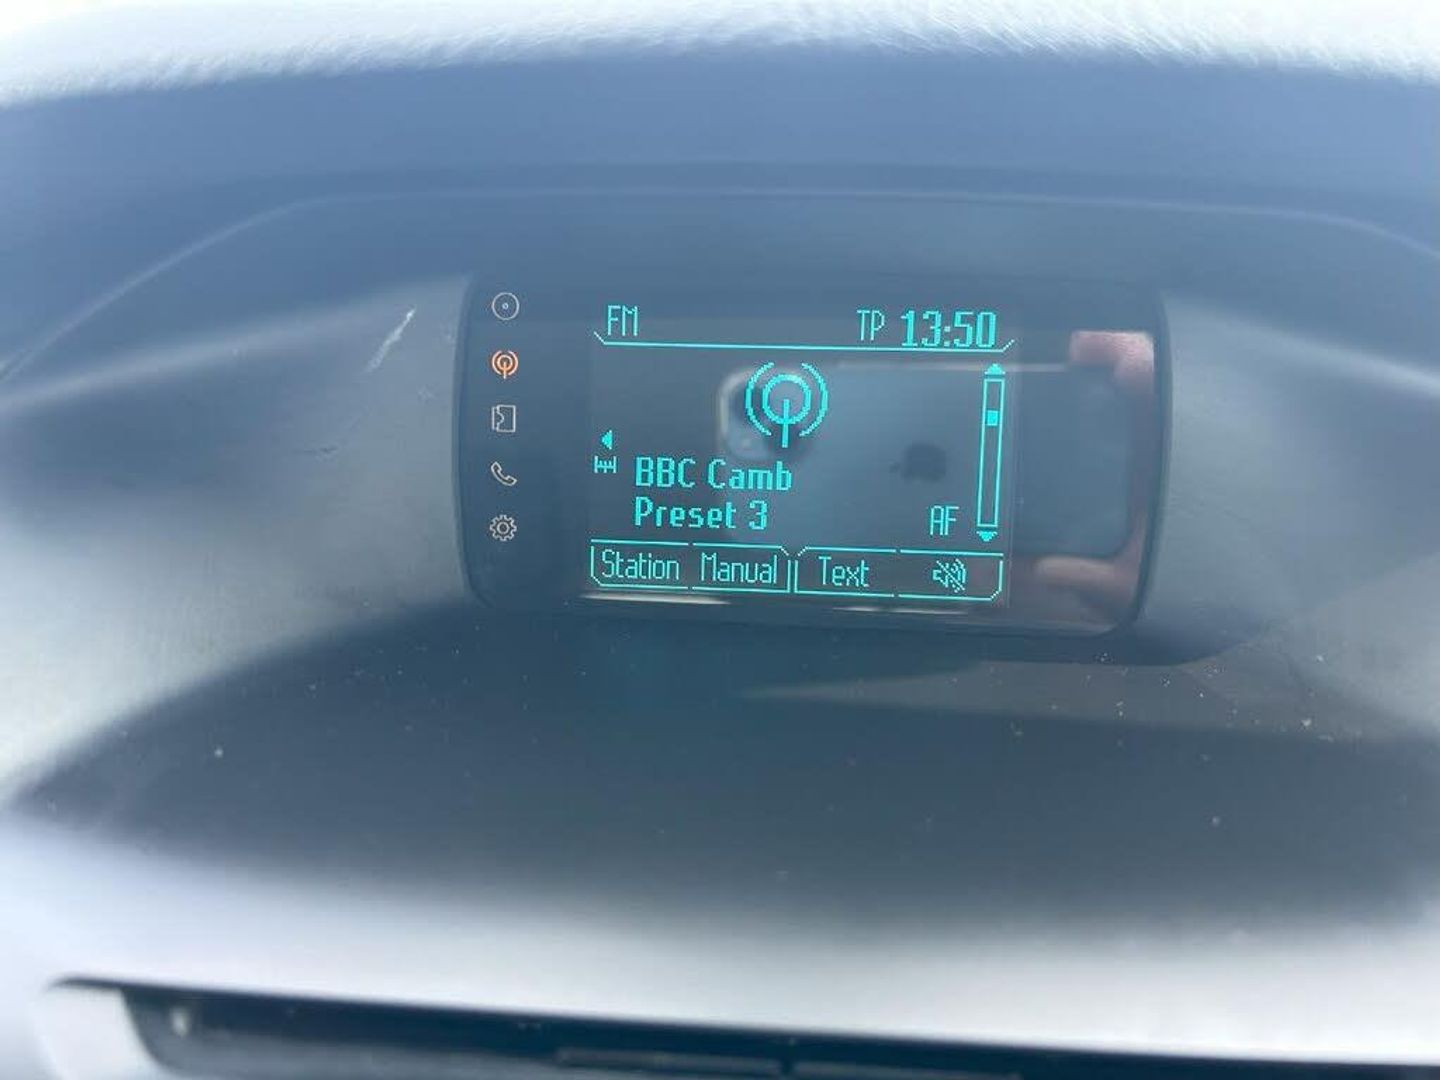 FM TP 13:50
BBC Camb
Preset 3 AF
Station Manual Text